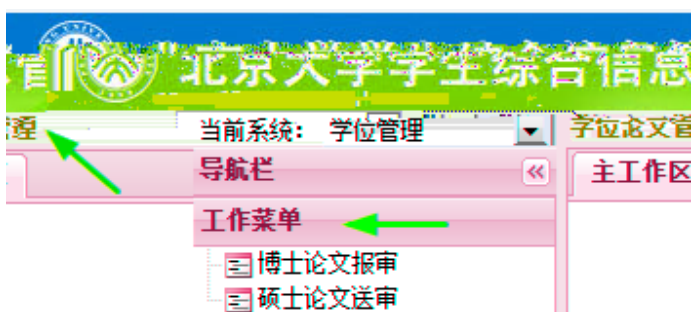 北京大学学生综合信息
理 当前系统： 学位管理 学位论文管
导航栏 主工作区
工作菜单
博士论文报审
硕士论文送审